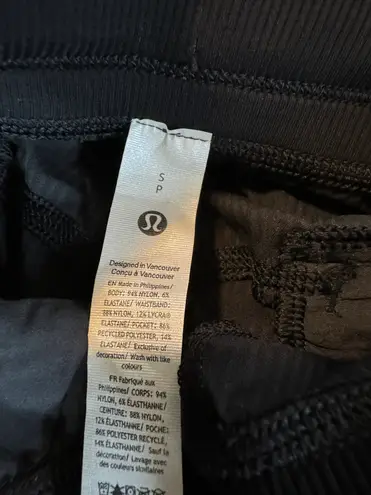 S
P
Designed in Vancouver
Conçu à Vancouver
EN Made in Philippines/
BODY: 94% NYLON, 6%
ELASTANE/ WAISTBAND:
88% NYLON, 12% LYCRA®
ELASTANE/ POCKET: 86%
RECYCLED POLYESTER, 14%
ELASTANE/ Exclusive of
decoration/ Wash with like
colours
FR Fabriqué aux
Philippines/ CORPS: 94%
NYLON, 6% ÉLASTHANNE/
CEINTURE: 88% NYLON,
12% ÉLASTHANNE/ POCHE:
86% POLYESTER RECYCLÉ,
14% ÉLASTHANNE/ Sauf la
décoration/ Lavage avec
des couleurs similaires